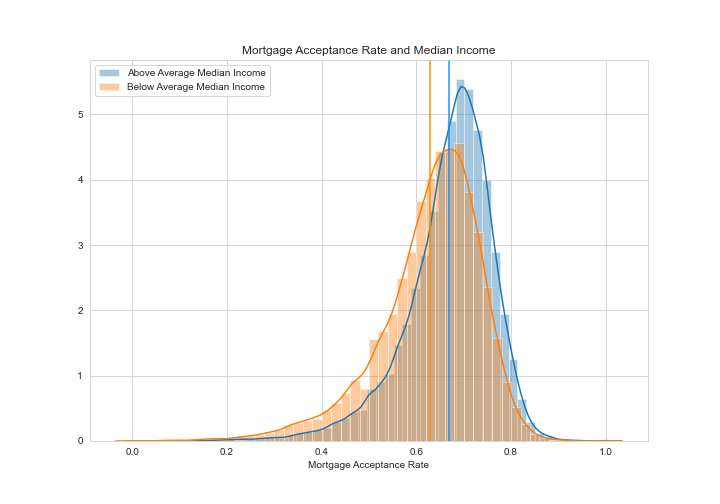 Mortgage Acceptance Rate and Median Income
Above Average Median Income
Below Average Median Income
5
4
3
2
1
0
0.0 0.2 0.4 0.6 0.8 1.0
Mortgage Acceptance Rate